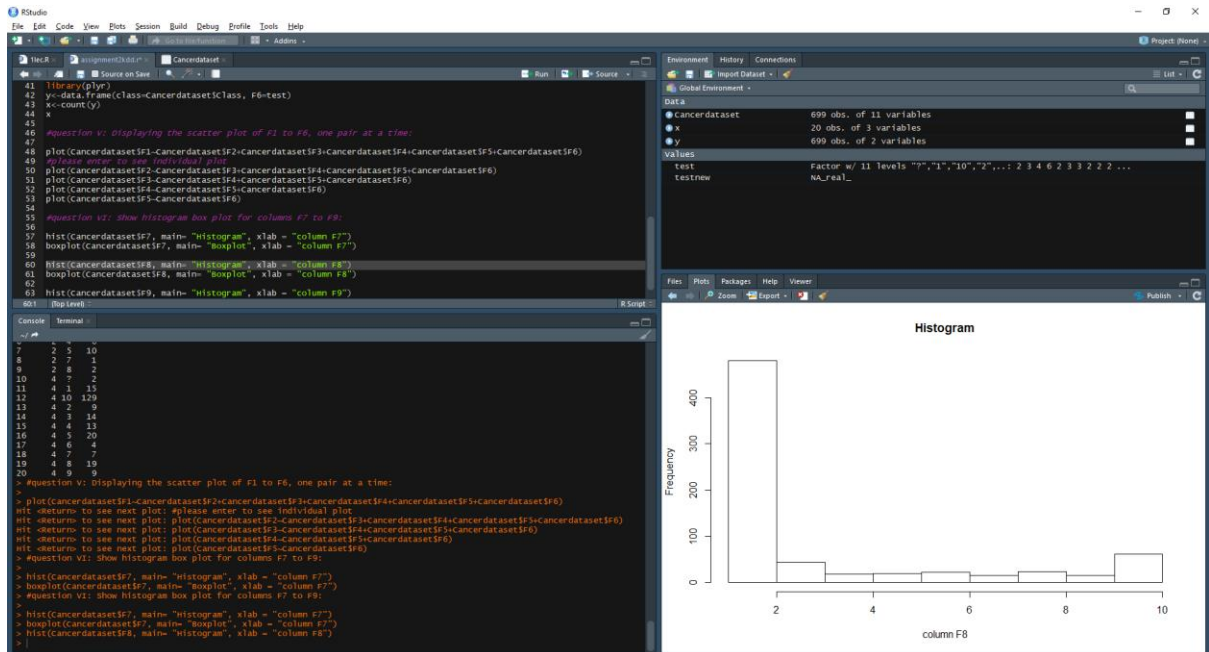 RStudio
File Edit Code View Plots Session Build Debug Profile Tools Help
Go to file/function Addins
Project: (None)
1lec.R assignment2kdd.r* Cancerdataset
Source on Save Run Source
41 library(plyr)
42 y<-data.frame(class=Cancerdataset$Class, F6=test)
43 x<-count(y)
44 x
45
46 #question V: Displaying the scatter plot of F1 to F6, one pair at a time:
47
48 plot(Cancerdataset$F1~Cancerdataset$F2+Cancerdataset$F3+Cancerdataset$F4+Cancerdataset$F5+Cancerdataset$F6)
49 #please enter to see individual plot
50 plot(Cancerdataset$F2~Cancerdataset$F3+Cancerdataset$F4+Cancerdataset$F5+Cancerdataset$F6)
51 plot(Cancerdataset$F3~Cancerdataset$F4+Cancerdataset$F5+Cancerdataset$F6)
52 plot(Cancerdataset$F4~Cancerdataset$F5+Cancerdataset$F6)
53 plot(Cancerdataset$F5~Cancerdataset$F6)
54
55 #question VI: Show histogram box plot for columns F7 to F9:
56
57 hist(Cancerdataset$F7, main= "Histogram", xlab = "column F7")
58 boxplot(Cancerdataset$F7, main= "Boxplot", xlab = "column F7")
59
60 hist(Cancerdataset$F8, main= "Histogram", xlab = "column F8")
61 boxplot(Cancerdataset$F8, main= "Boxplot", xlab = "column F8")
62
63 hist(Cancerdataset$F9, main= "Histogram", xlab = "column F9")
60:1 (Top Level) R Script
Console Terminal
~/
7 2 5 10
8 2 7 1
9 2 8 2
10 4 ? 2
11 4 1 15
12 4 10 129
13 4 2 9
14 4 3 14
15 4 4 13
16 4 5 20
17 4 6 4
18 4 7 7
19 4 8 19
20 4 9 9
> #question V: Displaying the scatter plot of F1 to F6, one pair at a time:
>
> plot(Cancerdataset$F1~Cancerdataset$F2+Cancerdataset$F3+Cancerdataset$F4+Cancerdataset$F5+Cancerdataset$F6)
Hit <Return> to see next plot: #please enter to see individual plot
Hit <Return> to see next plot: plot(Cancerdataset$F2~Cancerdataset$F3+Cancerdataset$F4+Cancerdataset$F5+Cancerdataset$F6)
Hit <Return> to see next plot: plot(Cancerdataset$F3~Cancerdataset$F4+Cancerdataset$F5+Cancerdataset$F6)
Hit <Return> to see next plot: plot(Cancerdataset$F4~Cancerdataset$F5+Cancerdataset$F6)
Hit <Return> to see next plot: plot(Cancerdataset$F5~Cancerdataset$F6)
> #question VI: Show histogram box plot for columns F7 to F9:
>
> hist(Cancerdataset$F7, main= "Histogram", xlab = "column F7")
> boxplot(Cancerdataset$F7, main= "Boxplot", xlab = "column F7")
> #question VI: Show histogram box plot for columns F7 to F9:
>
> hist(Cancerdataset$F7, main= "Histogram", xlab = "column F7")
> boxplot(Cancerdataset$F7, main= "Boxplot", xlab = "column F7")
> hist(Cancerdataset$F8, main= "Histogram", xlab = "column F8")
>
Environment History Connections
Import Dataset List
Global Environment
Data
Cancerdataset 699 obs. of 11 variables
x 20 obs. of 3 variables
y 699 obs. of 2 variables
Values
test Factor w/ 11 levels "?","1","10","2",..: 2 3 4 6 2 3 3 2 2 2 ...
testnew NA_real_
Files Plots Packages Help Viewer
Zoom Export Publish
Histogram
Frequency
400
300
200
100
0
2 4 6 8 10
column F8